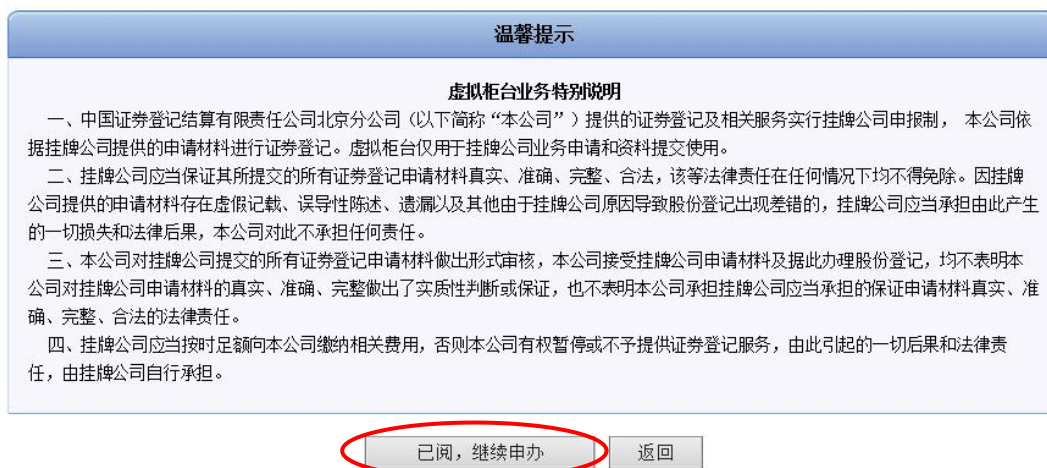 温馨提示
虚拟柜台业务特别说明
一、中国证券登记结算有限责任公司北京分公司（以下简称“本公司”）提供的证券登记及相关服务实行挂牌公司申报制， 本公司依
据挂牌公司提供的申请材料进行证券登记。虚拟柜台仅用于挂牌公司业务申请和资料提交使用。
二、挂牌公司应当保证其所提交的所有证券登记申请材料真实、准确、完整、合法，该等法律责任在任何情况下均不得免除。因挂牌
公司提供的申请材料存在虚假记载、误导性陈述、遗漏以及其他由于挂牌公司原因导致股份登记出现差错的，挂牌公司应当承担由此产生
的一切损失和法律后果，本公司对此不承担任何责任。
三、本公司对挂牌公司提交的所有证券登记申请材料做出形式审核，本公司接受挂牌公司申请材料及据此办理股份登记，均不表明本
公司对挂牌公司申请材料的真实、准确、完整做出了实质性判断或保证，也不表明本公司承担挂牌公司应当承担的保证申请材料真实、准
确、完整、合法的法律责任。
四、挂牌公司应当按时足额向本公司缴纳相关费用，否则本公司有权暂停或不予提供证券登记服务，由此引起的一切后果和法律责
任，由挂牌公司自行承担。
已阅，继续申办 返回